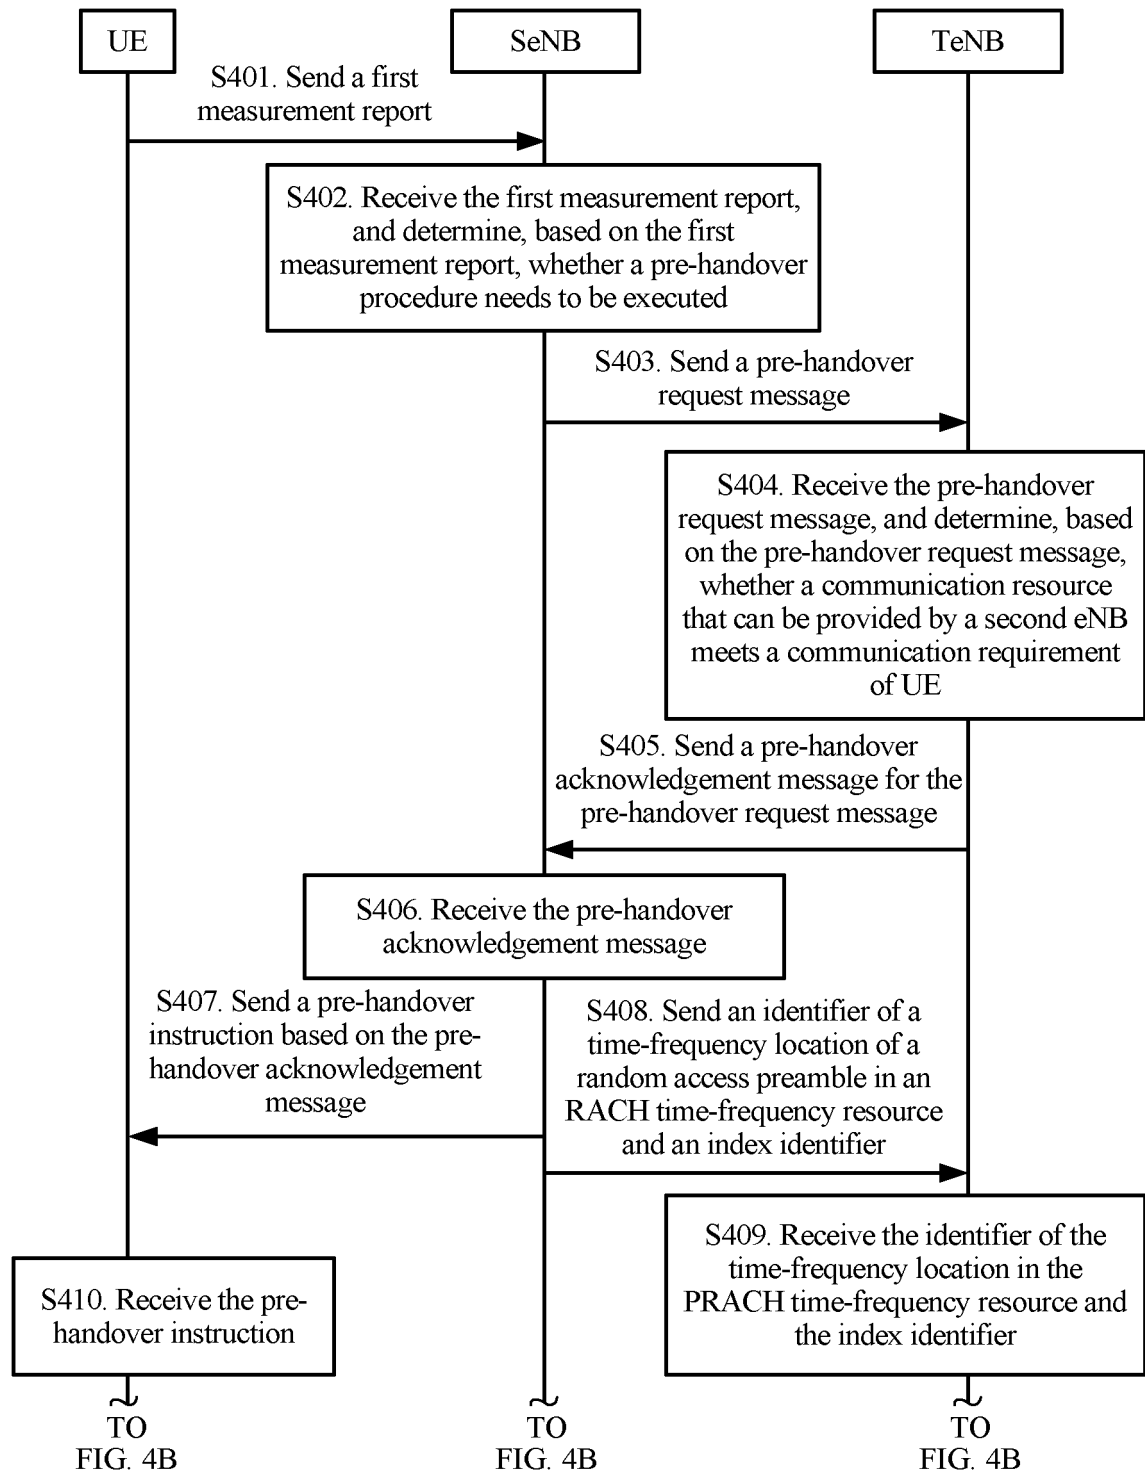 UE
SeNB
TeNB
S401. Send a first
measurement report
S402. Receive the first measurement report,
and determine, based on the first
measurement report, whether a pre-handover
procedure needs to be executed
S403. Send a pre-handover
request message
S404. Receive the pre-handover
request message, and determine, based
on the pre-handover request message,
whether a communication resource
that can be provided by a second eNB
meets a communication requirement
of UE
S405. Send a pre-handover
acknowledgement message for the
pre-handover request message
S406. Receive the pre-handover
acknowledgement message
S407. Send a pre-handover
instruction based on the pre-
handover acknowledgement
message
S408. Send an identifier of a
time-frequency location of a
random access preamble in an
RACH time-frequency resource
and an index identifier
S409. Receive the identifier of the
time-frequency location in the
PRACH time-frequency resource and
the index identifier
S410. Receive the pre-
handover instruction
TO
FIG. 4B
TO
FIG. 4B
TO
FIG. 4B